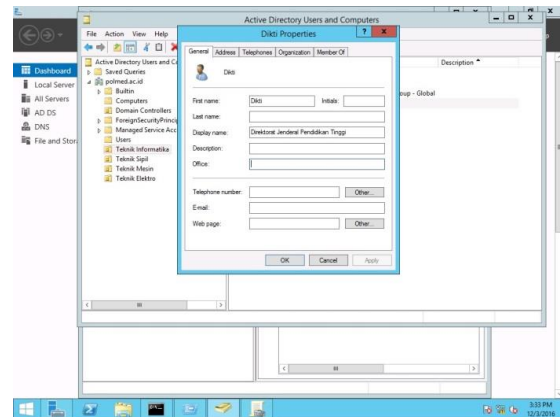 Active Directory Users and Computers
File Action View Help
Dikti Properties
General Address Telephones Organization Member Of
Dikti
First name: Dikti Initials:
Last name:
Display name: Direktorat Jenderal Pendidikan Tinggi
Description:
Office:
Telephone number: Other...
E-mail:
Web page: Other...
OK Cancel Apply
Description
oup - Global
Active Directory Users and Co
Saved Queries
polmed.ac.id
Builtin
Computers
Domain Controllers
ForeignSecurityPrincip
Managed Service Acc
Users
Teknik Informatika
Teknik Sipil
Teknik Mesin
Teknik Elektro
Dashboard
Local Server
All Servers
AD DS
DNS
File and Stor
3:33 PM
12/3/2016